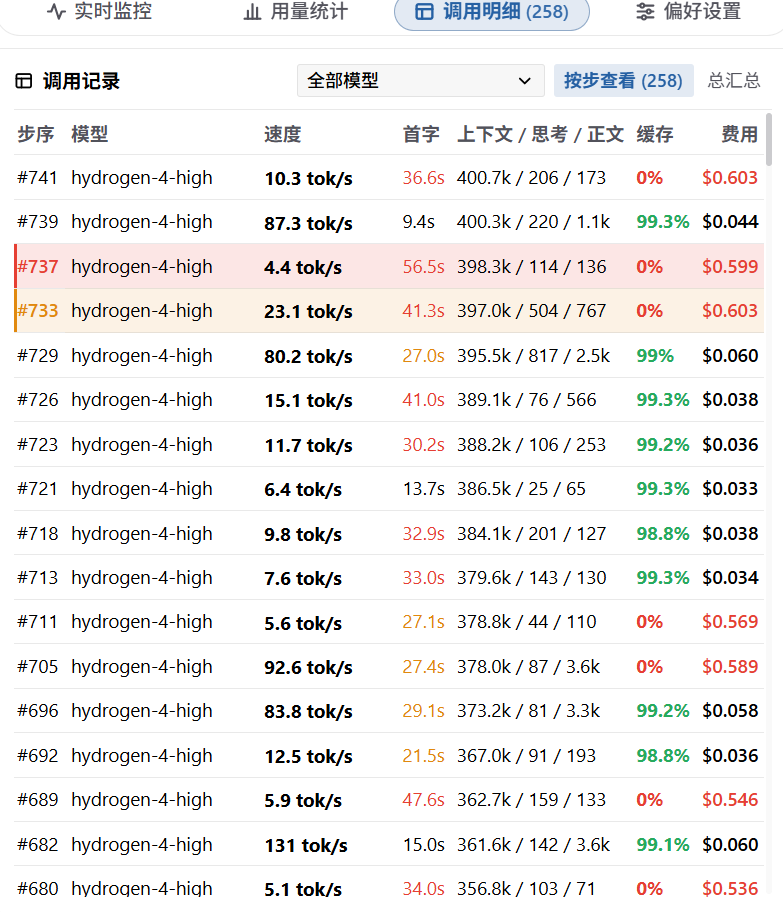 实时监控 用量统计 调用明细 (258) 偏好设置
调用记录 全部模型 按步查看 (258) 总汇总
步序 模型 速度 首字 上下文 / 思考 / 正文 缓存 费用
#741 hydrogen-4-high 10.3 tok/s 36.6s 400.7k / 206 / 173 0% $0.603
#739 hydrogen-4-high 87.3 tok/s 9.4s 400.3k / 220 / 1.1k 99.3% $0.044
#737 hydrogen-4-high 4.4 tok/s 56.5s 398.3k / 114 / 136 0% $0.599
#733 hydrogen-4-high 23.1 tok/s 41.3s 397.0k / 504 / 767 0% $0.603
#729 hydrogen-4-high 80.2 tok/s 27.0s 395.5k / 817 / 2.5k 99% $0.060
#726 hydrogen-4-high 15.1 tok/s 41.0s 389.1k / 76 / 566 99.3% $0.038
#723 hydrogen-4-high 11.7 tok/s 30.2s 388.2k / 106 / 253 99.2% $0.036
#721 hydrogen-4-high 6.4 tok/s 13.7s 386.5k / 25 / 65 99.3% $0.033
#718 hydrogen-4-high 9.8 tok/s 32.9s 384.1k / 201 / 127 98.8% $0.038
#713 hydrogen-4-high 7.6 tok/s 33.0s 379.6k / 143 / 130 99.3% $0.034
#711 hydrogen-4-high 5.6 tok/s 27.1s 378.8k / 44 / 110 0% $0.569
#705 hydrogen-4-high 92.6 tok/s 27.4s 378.0k / 87 / 3.6k 0% $0.589
#696 hydrogen-4-high 83.8 tok/s 29.1s 373.2k / 81 / 3.3k 99.2% $0.058
#692 hydrogen-4-high 12.5 tok/s 21.5s 367.0k / 91 / 193 98.8% $0.036
#689 hydrogen-4-high 5.9 tok/s 47.6s 362.7k / 159 / 133 0% $0.546
#682 hydrogen-4-high 131 tok/s 15.0s 361.6k / 142 / 3.6k 99.1% $0.060
#680 hydrogen-4-high 5.1 tok/s 34.0s 356.8k / 103 / 71 0% $0.536